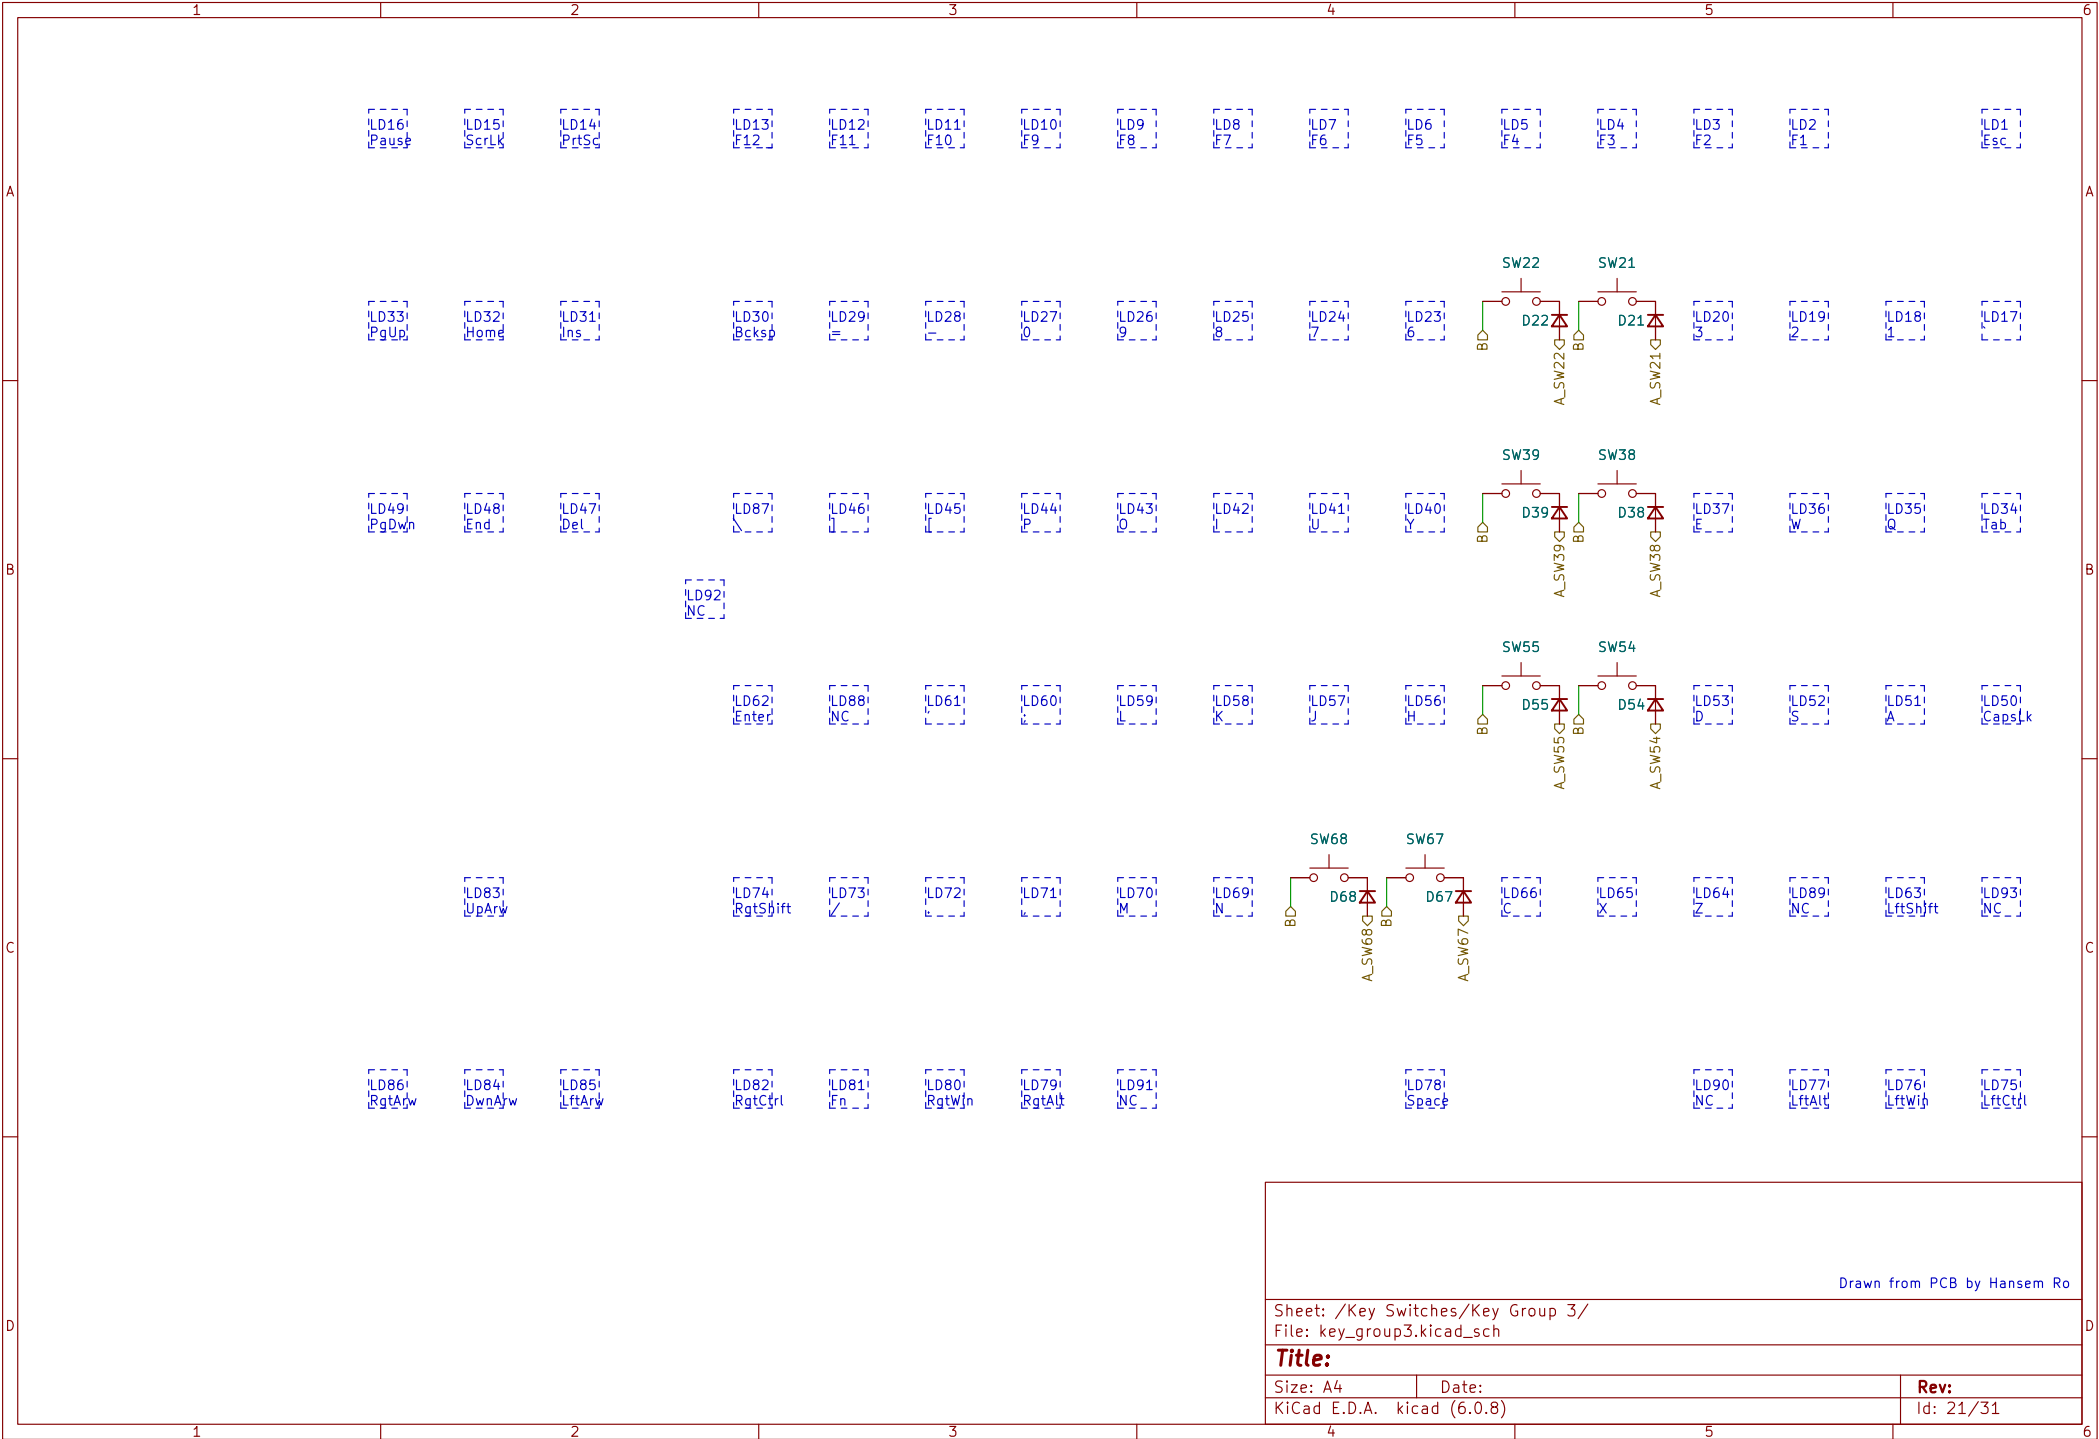 1 2 3 4 5 6
LD16 LD15 LD14 LD13 LD12 LD11 LD10 LD9 LD8 LD7 LD6 LD5 LD4 LD3 LD2 LD1
Pause ScrLk PrtSc F12 F11 F10 F9 F8 F7 F6 F5 F4 F3 F2 F1 Esc
A A
SW22 SW21
LD33 LD32 LD31 LD30 LD29 LD28 LD27 LD26 LD25 LD24 LD23 D22 D21 LD20 LD19 LD18 LD17
PgUp Home Ins Bcksp = - 0 9 8 7 6 3 2 1 `
B B
A_SW22 A_SW21
SW39 SW38
LD49 LD48 LD47 LD87 LD46 LD45 LD44 LD43 LD42 LD41 LD40 D39 D38 LD37 LD36 LD35 LD34
PgDwn End Del \ ] [ P O I U Y E W Q Tab
B B
A_SW39 A_SW38
B B
LD92
NC
SW55 SW54
LD62 LD88 LD61 LD60 LD59 LD58 LD57 LD56 D55 D54 LD53 LD52 LD51 LD50
Enter NC ' ; L K J H D S A CapsLk
B B
A_SW55 A_SW54
SW68 SW67
LD83 LD74 LD73 LD72 LD71 LD70 LD69 D68 D67 LD66 LD65 LD64 LD89 LD63 LD93
UpArw RgtShift / . , M N C X Z NC LftShift NC
B B
A_SW68 A_SW67
C C
LD86 LD84 LD85 LD82 LD81 LD80 LD79 LD91 LD78 LD90 LD77 LD76 LD75
RgtArw DwnArw LftArw RgtCtrl Fn RgtWin RgtAlt NC Space NC LftAlt LftWin LftCtrl
Drawn from PCB by Hansem Ro
Sheet: /Key Switches/Key Group 3/
File: key_group3.kicad_sch
D D
Title:
Size: A4 Date: Rev:
KiCad E.D.A. kicad (6.0.8) Id: 21/31
1 2 3 4 5 6